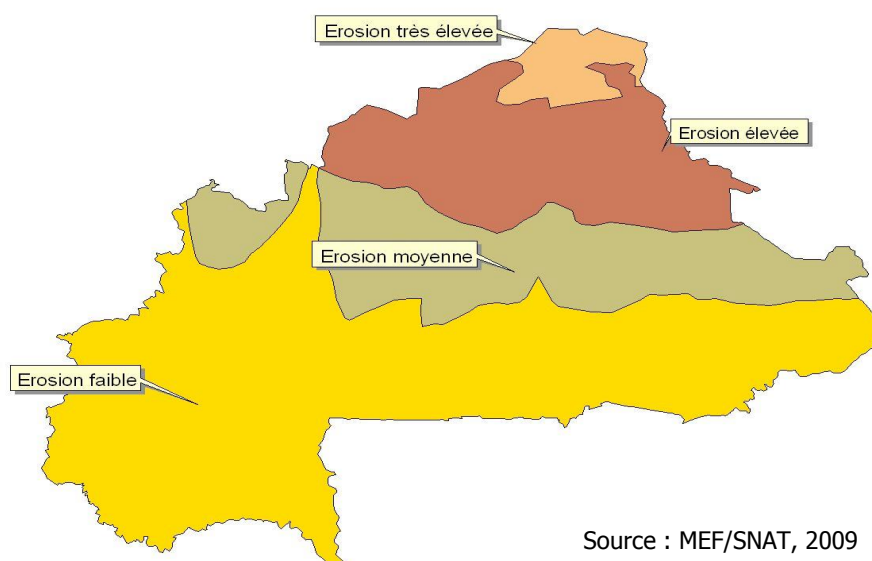 Erosion très élevée
Erosion élevée
Erosion moyenne
Erosion faible
Source : MEF/SNAT, 2009